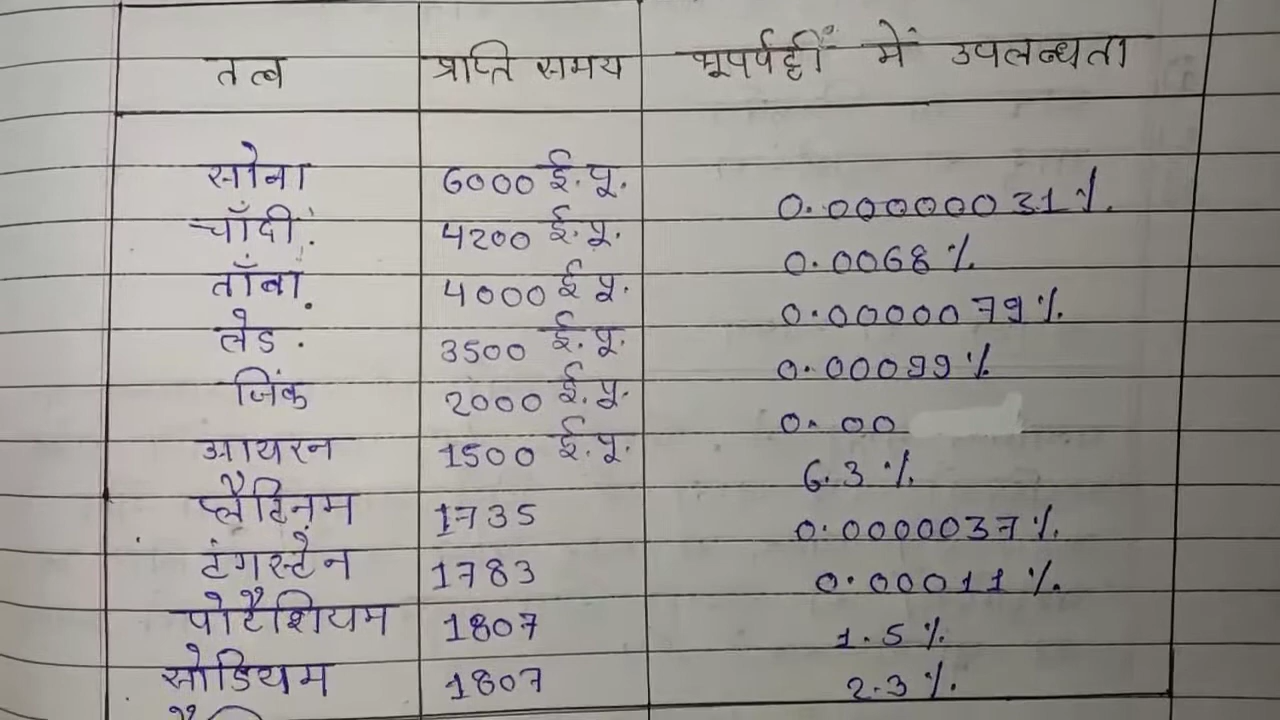 तत्व प्राप्ति समय भूपर्पटी में उपलब्धता
सोना 6000 ई.पू. 0.00000031%
चाँदी 4200 ई.पू. 0.0068%
ताँबा 4000 ई पू. 0.0000079%
लेड 3500 ई.पू. 0.00099%
जिंक 2000 ई.पू. 0.00
आयरन 1500 ई.पू. 6.3%
प्लैटिनम 1735 0.0000037%
टंगस्टेन 1783 0.00011%
पोटैशियम 1807 1.5%
सोडियम 1807 2.3%